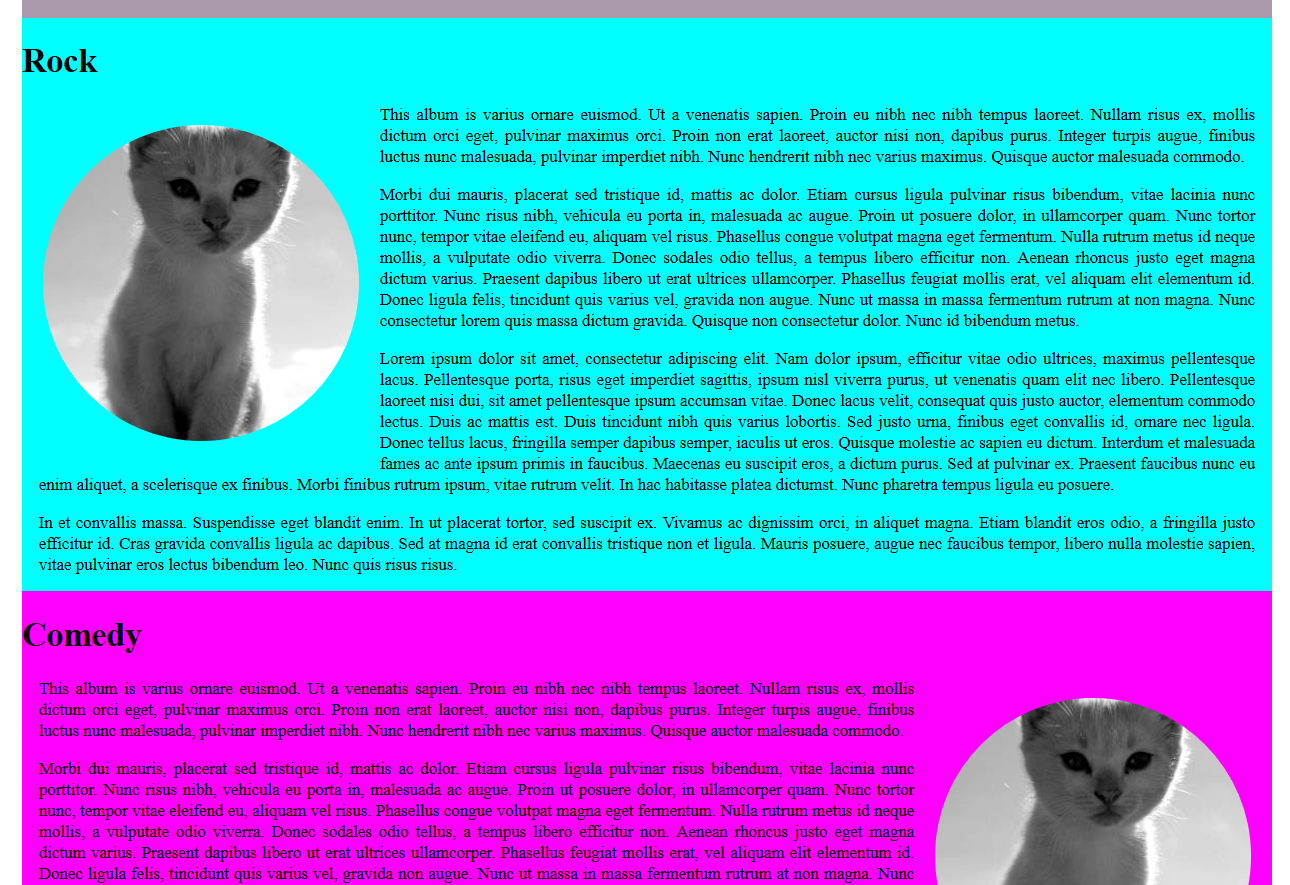 Rock
This album is varius ornare euismod. Ut a venenatis sapien. Proin eu nibh nec nibh tempus laoreet. Nullam risus ex, mollis
dictum orci eget, pulvinar maximus orci. Proin non erat laoreet, auctor nisi non, dapibus purus. Integer turpis augue, finibus
luctus nunc malesuada, pulvinar imperdiet nibh. Nunc hendrerit nibh nec varius maximus. Quisque auctor malesuada commodo.
Morbi dui mauris, placerat sed tristique id, mattis ac dolor. Etiam cursus ligula pulvinar risus bibendum, vitae lacinia nunc
porttitor. Nunc risus nibh, vehicula eu porta in, malesuada ac augue. Proin ut posuere dolor, in ullamcorper quam. Nunc tortor
nunc, tempor vitae eleifend eu, aliquam vel risus. Phasellus congue volutpat magna eget fermentum. Nulla rutrum metus id neque
mollis, a vulputate odio viverra. Donec sodales odio tellus, a tempus libero efficitur non. Aenean rhoncus justo eget magna
dictum varius. Praesent dapibus libero ut erat ultrices ullamcorper. Phasellus feugiat mollis erat, vel aliquam elit elementum id.
Donec ligula felis, tincidunt quis varius vel, gravida non augue. Nunc ut massa in massa fermentum rutrum at non magna. Nunc
consectetur lorem quis massa dictum gravida. Quisque non consectetur dolor. Nunc id bibendum metus.
Lorem ipsum dolor sit amet, consectetur adipiscing elit. Nam dolor ipsum, efficitur vitae odio ultrices, maximus pellentesque
lacus. Pellentesque porta, risus eget imperdiet sagittis, ipsum nisl viverra purus, ut venenatis quam elit nec libero. Pellentesque
laoreet nisi dui, sit amet pellentesque ipsum accumsan vitae. Donec lacus velit, consequat quis justo auctor, elementum commodo
lectus. Duis ac mattis est. Duis tincidunt nibh quis varius lobortis. Sed justo urna, finibus eget convallis id, ornare nec ligula.
Donec tellus lacus, fringilla semper dapibus semper, iaculis ut eros. Quisque molestie ac sapien eu dictum. Interdum et malesuada
fames ac ante ipsum primis in faucibus. Maecenas eu suscipit eros, a dictum purus. Sed at pulvinar ex. Praesent faucibus nunc eu
enim aliquet, a scelerisque ex finibus. Morbi finibus rutrum ipsum, vitae rutrum velit. In hac habitasse platea dictumst. Nunc pharetra tempus ligula eu posuere.
In et convallis massa. Suspendisse eget blandit enim. In ut placerat tortor, sed suscipit ex. Vivamus ac dignissim orci, in aliquet magna. Etiam blandit eros odio, a fringilla justo
efficitur id. Cras gravida convallis ligula ac dapibus. Sed at magna id erat convallis tristique non et ligula. Mauris posuere, augue nec faucibus tempor, libero nulla molestie sapien,
vitae pulvinar eros lectus bibendum leo. Nunc quis risus risus.
Comedy
This album is varius ornare euismod. Ut a venenatis sapien. Proin eu nibh nec nibh tempus laoreet. Nullam risus ex, mollis
dictum orci eget, pulvinar maximus orci. Proin non erat laoreet, auctor nisi non, dapibus purus. Integer turpis augue, finibus
luctus nunc malesuada, pulvinar imperdiet nibh. Nunc hendrerit nibh nec varius maximus. Quisque auctor malesuada commodo.
Morbi dui mauris, placerat sed tristique id, mattis ac dolor. Etiam cursus ligula pulvinar risus bibendum, vitae lacinia nunc
porttitor. Nunc risus nibh, vehicula eu porta in, malesuada ac augue. Proin ut posuere dolor, in ullamcorper quam. Nunc tortor
nunc, tempor vitae eleifend eu, aliquam vel risus. Phasellus congue volutpat magna eget fermentum. Nulla rutrum metus id neque
mollis, a vulputate odio viverra. Donec sodales odio tellus, a tempus libero efficitur non. Aenean rhoncus justo eget magna
dictum varius. Praesent dapibus libero ut erat ultrices ullamcorper. Phasellus feugiat mollis erat, vel aliquam elit elementum id.
Donec ligula felis, tincidunt quis varius vel, gravida non augue. Nunc ut massa in massa fermentum rutrum at non magna. Nunc